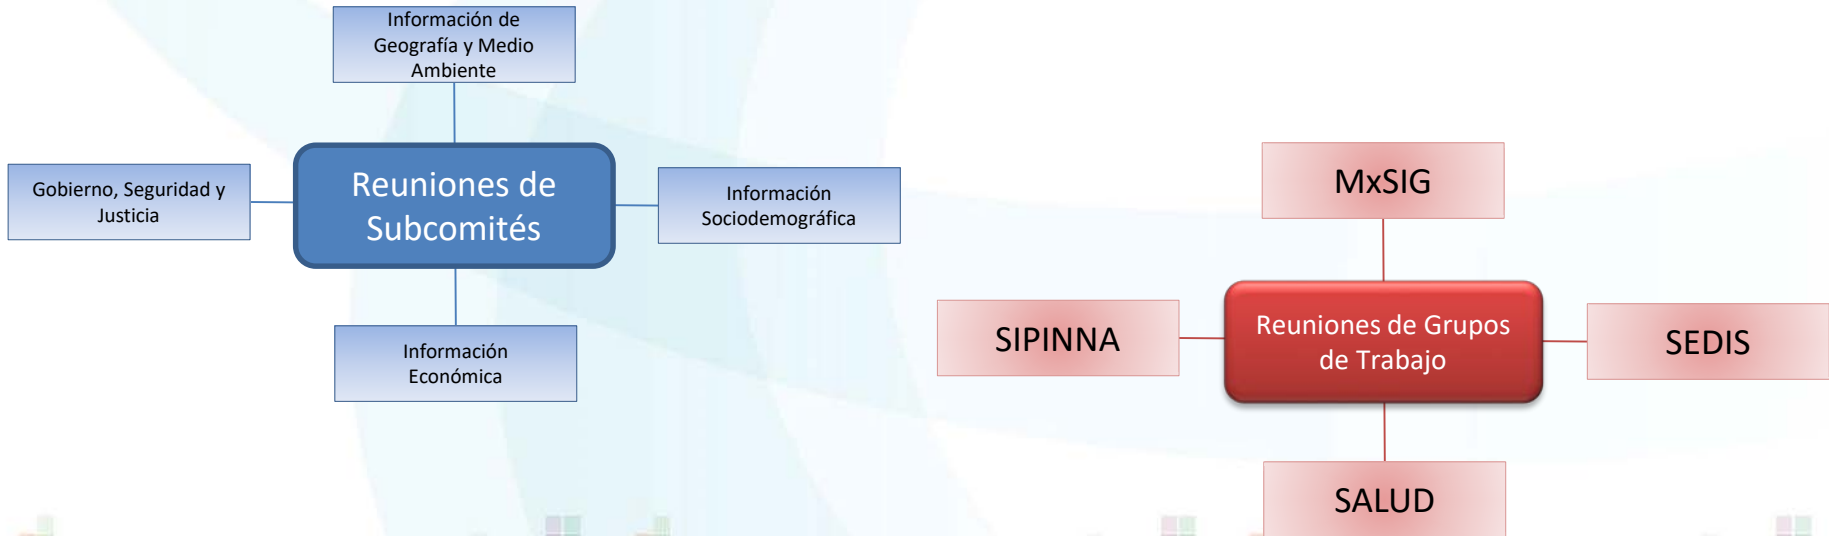 Información de
Geografía y Medio
Ambiente
Gobierno, Seguridad y
Justicia
Reuniones de
Subcomités
Información
Sociodemográfica
Información
Económica
MxSIG
SIPINNA
Reuniones de Grupos
de Trabajo
SEDIS
SALUD